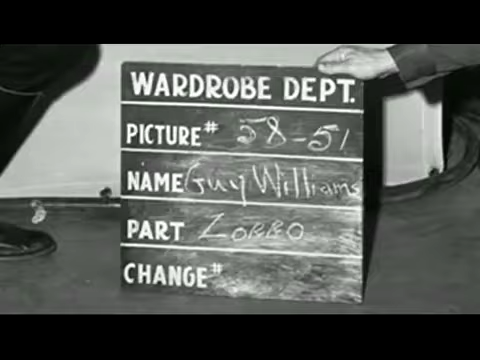 WARDROBE DEPT.
PICTURE# 58-51
NAME Guy Williams
PART ZORRO
CHANGE#